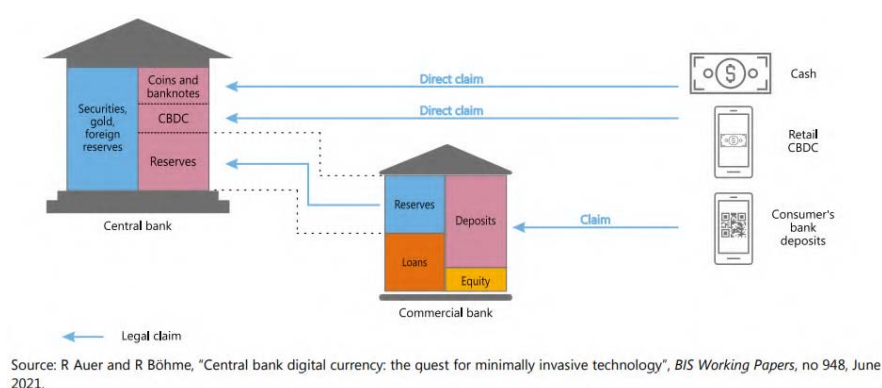 Direct claim
Cash
Coins and
banknotes
Securities,
gold,
foreign
reserves
CBDC
Direct claim
Retail
CBDC
Reserves
Central bank
Reserves
Deposits
Claim
Consumer's
bank
deposits
Loans
Equity
Commercial bank
Legal claim
Source: R Auer and R Böhme, “Central bank digital currency: the quest for minimally invasive technology”, BIS Working Papers, no 948, June
2021.